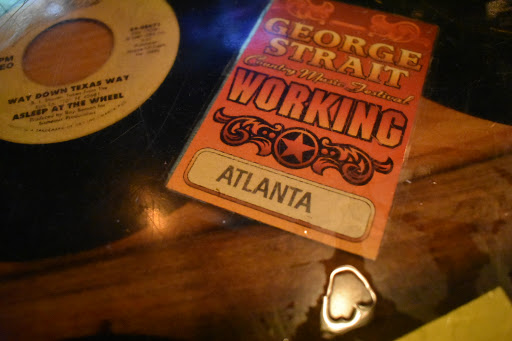 WAY DOWN TEXAS WAY
ASLEEP AT THE WHEEL
GEORGE
STRAIT
Country Music Festival
WORKING
ATLANTA